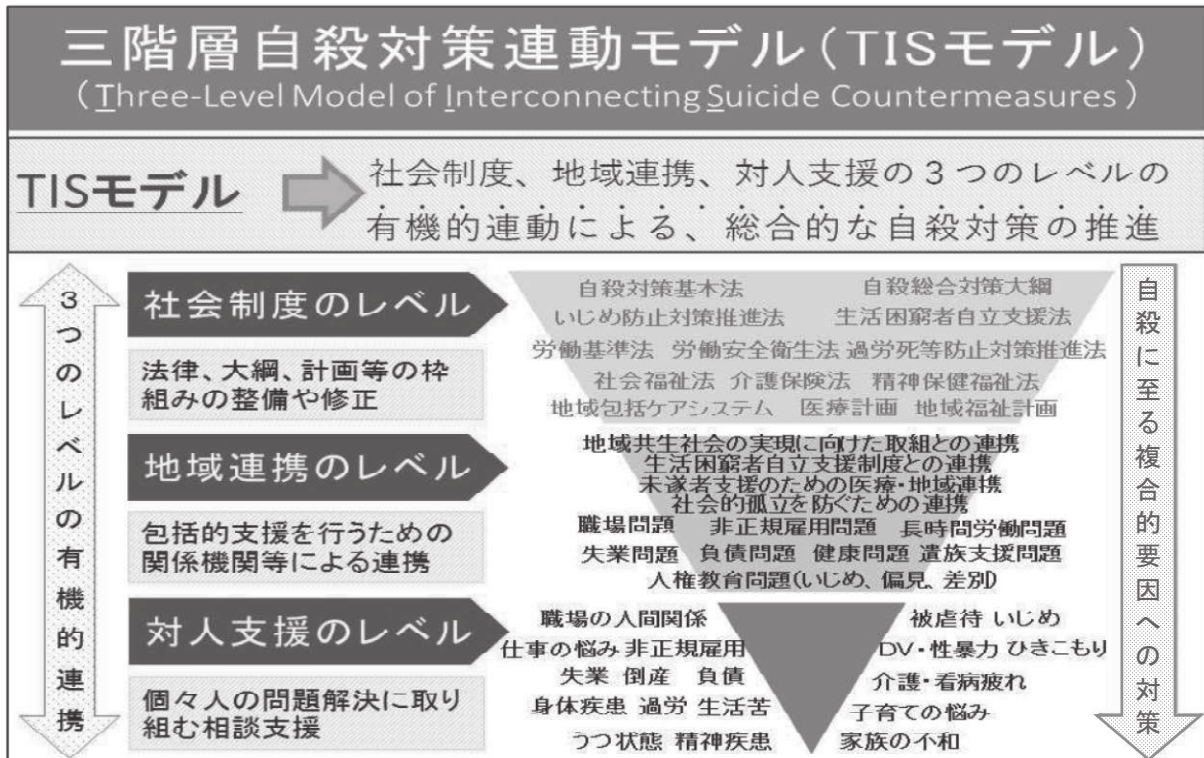 三階層自殺対策連動モデル(TISモデル)
(Three-Level Model of Interconnecting Suicide Countermeasures)
TISモデル
社会制度、地域連携、対人支援の3つのレベルの
有機的連動による、総合的な自殺対策の推進
3つのレベルの有機的連携
社会制度のレベル
法律、大綱、計画等の枠
組みの整備や修正
自殺対策基本法 自殺総合対策大綱
いじめ防止対策推進法 生活困窮者自立支援法
労働基準法 労働安全衛生法 過労死等防止対策推進法
社会福祉法 介護保険法 精神保健福祉法
地域包括ケアシステム 医療計画 地域福祉計画
地域連携のレベル
包括的支援を行うための
関係機関等による連携
地域共生社会の実現に向けた取組との連携
生活困窮者自立支援制度との連携
未遂者支援のための医療・地域連携
社会的孤立を防ぐための連携
職場問題 非正規雇用問題 長時間労働問題
失業問題 負債問題 健康問題 遺族支援問題
人権教育問題(いじめ、偏見、差別)
対人支援のレベル
個々人の問題解決に取り
組む相談支援
職場の人間関係 被虐待 いじめ
仕事の悩み 非正規雇用 DV・性暴力 ひきこもり
失業 倒産 負債 介護・看病疲れ
身体疾患 過労 生活苦 子育ての悩み
うつ状態 精神疾患 家族の不和
自殺に至る複合的要因への対策